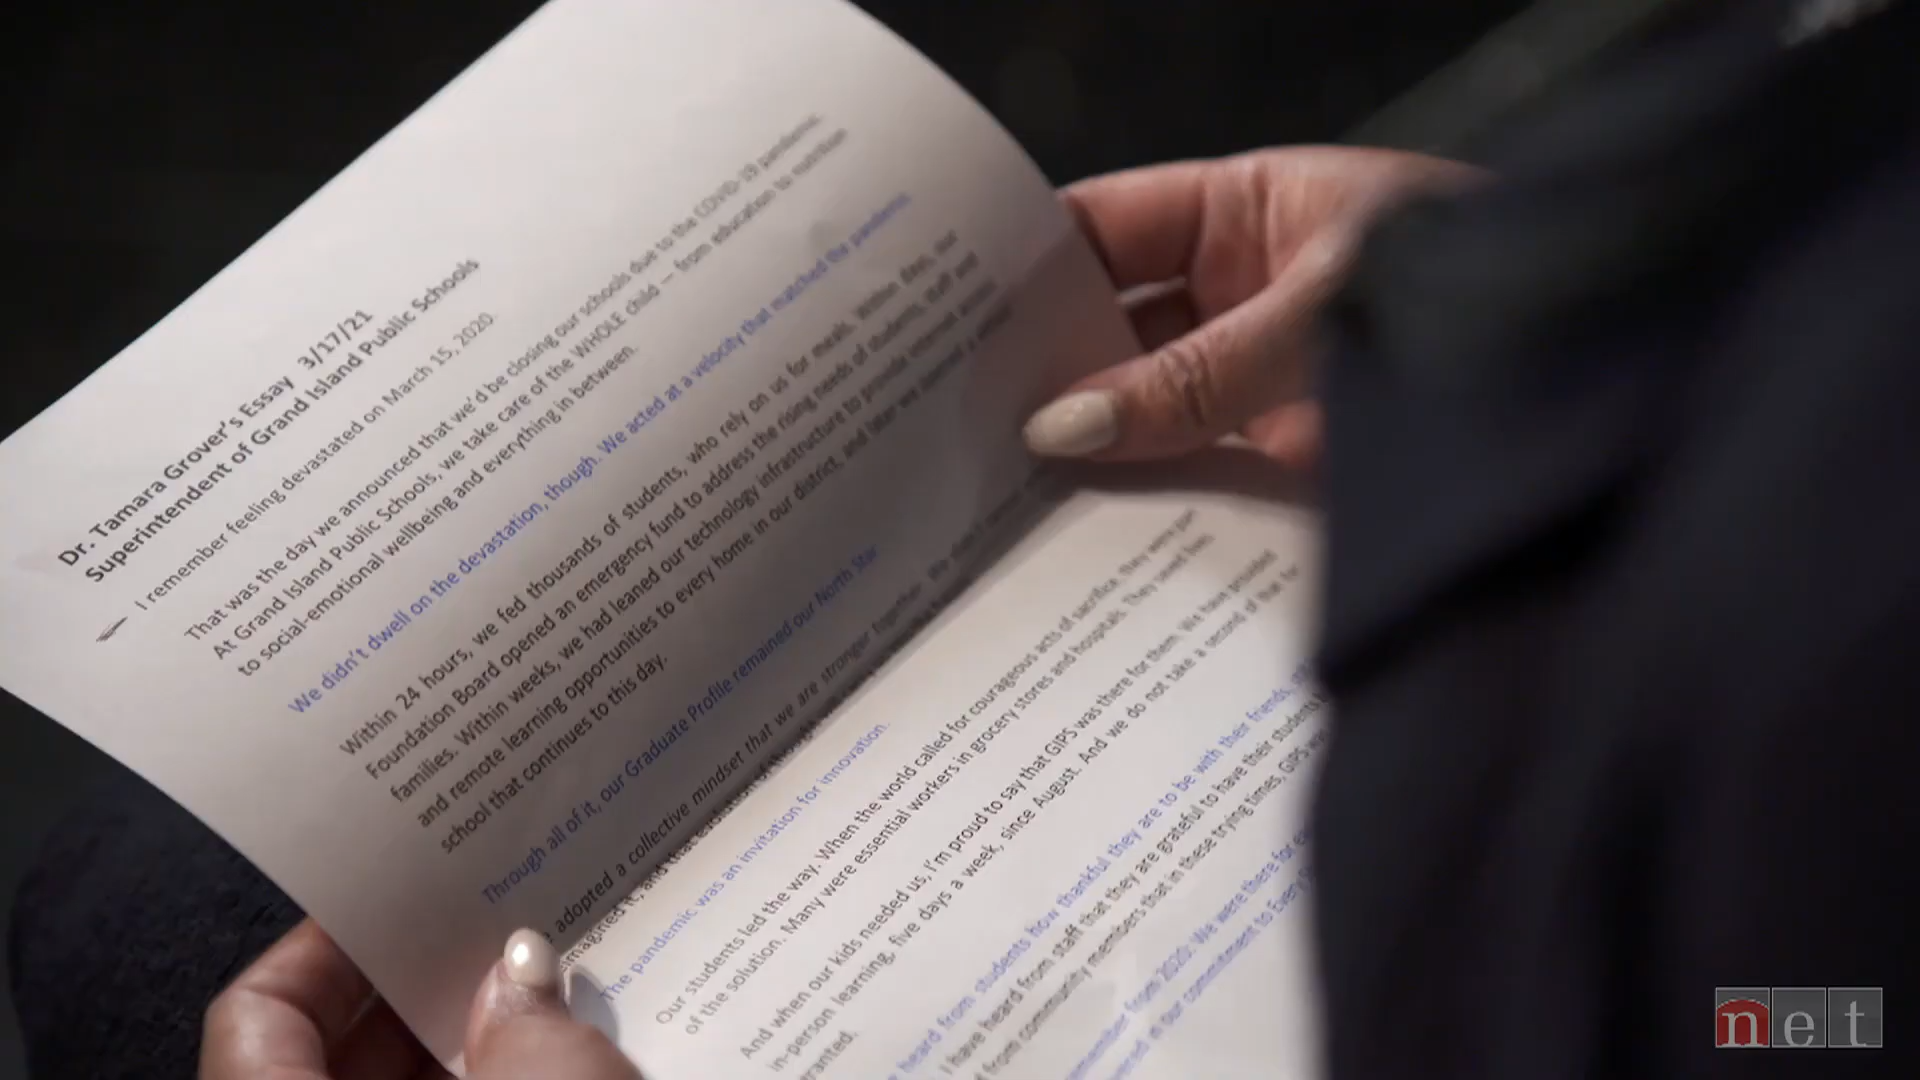 Dr. Tamara Grover's Essay 3/17/21
Superintendent of Grand Island Public Schools
I remember feeling devastated on March 15, 2020.
That was the day we announced that we'd be closing our schools due to the COVID-19 pandemic.
At Grand Island Public Schools, we take care of the WHOLE child — from education to nutrition
to social-emotional wellbeing and everything in between.
We didn't dwell on the devastation, though. We acted at a velocity that matched the pandemic.
Within 24 hours, we fed thousands of students, who rely on us for meals. Within days, our
Foundation Board opened an emergency fund to address the rising needs of students, staff and
families. Within weeks, we had leaned our technology infrastructure to provide internet access
and remote learning opportunities to every home in our district, and later we opened a
school that continues to this day.
Through all of it, our Graduate Profile remained our North Star
adopted a collective mindset that we are stronger together. We
imagined it, and that
The pandemic was an invitation for innovation.
Our students led the way. When the world called for courageous acts of sacrifice, they were part
of the solution. Many were essential workers in grocery stores and hospitals. They saved lives
And when our kids needed us, I'm proud to say that GIPS was there for them. We have provided
in-person learning, five days a week, since August. And we do not take a second of that for
granted.
heard from students how thankful they are to be with their friends,
I have heard from staff that they are grateful to have their students
from community members that in these trying times, GIPS was
remember from 2020: We were there for
in our commitment to Every
net